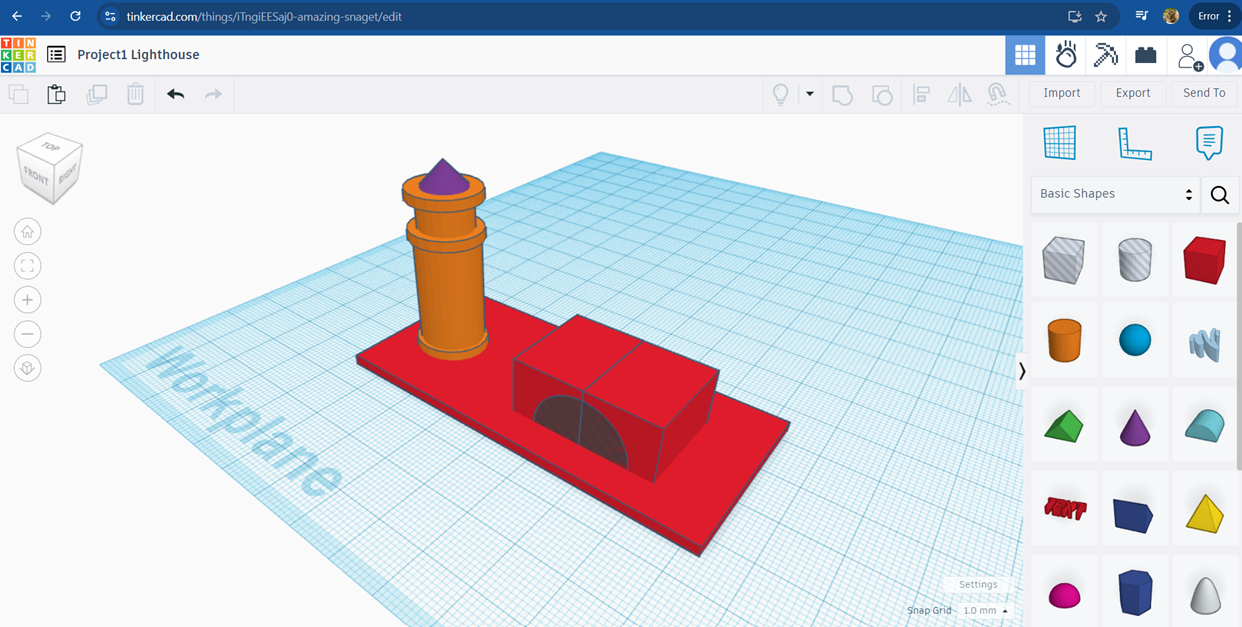 tinkercad.com/things/iTngiEESaj0-amazing-snaget/edit
Error
TIN
KER
CAD
Project1 Lighthouse
Import
Export
Send To
TOP
FRONT
RIGHT
Basic Shapes
Workplane
TEXT
Settings
Snap Grid 1.0 mm